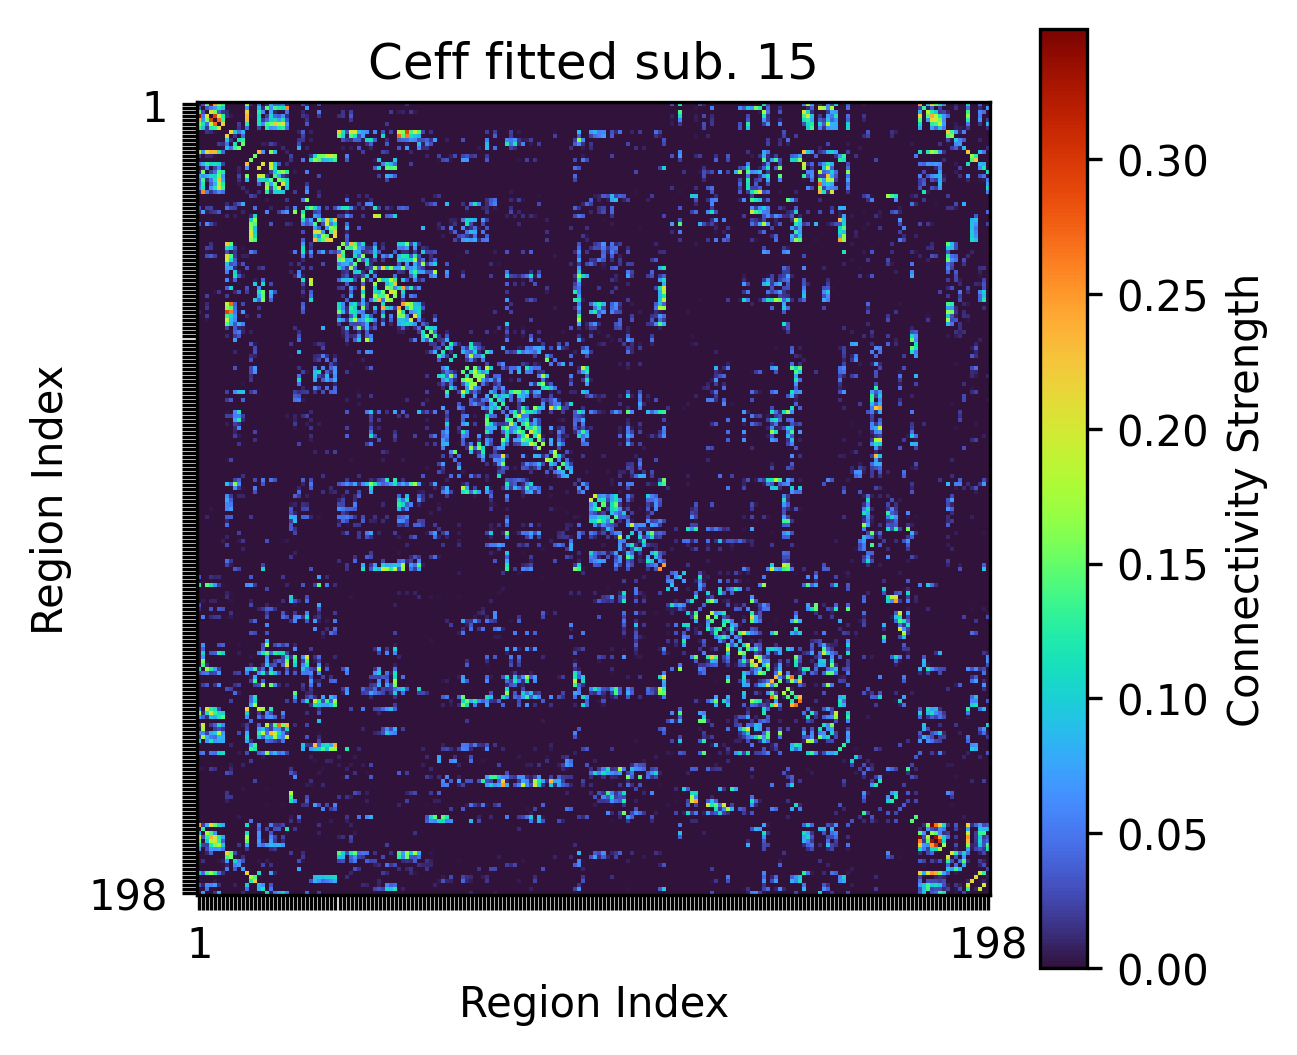 Ceff fitted sub. 15
1
198
Region Index
1
198
Region Index
0.30
0.25
0.20
0.15
0.10
0.05
0.00
Connectivity Strength